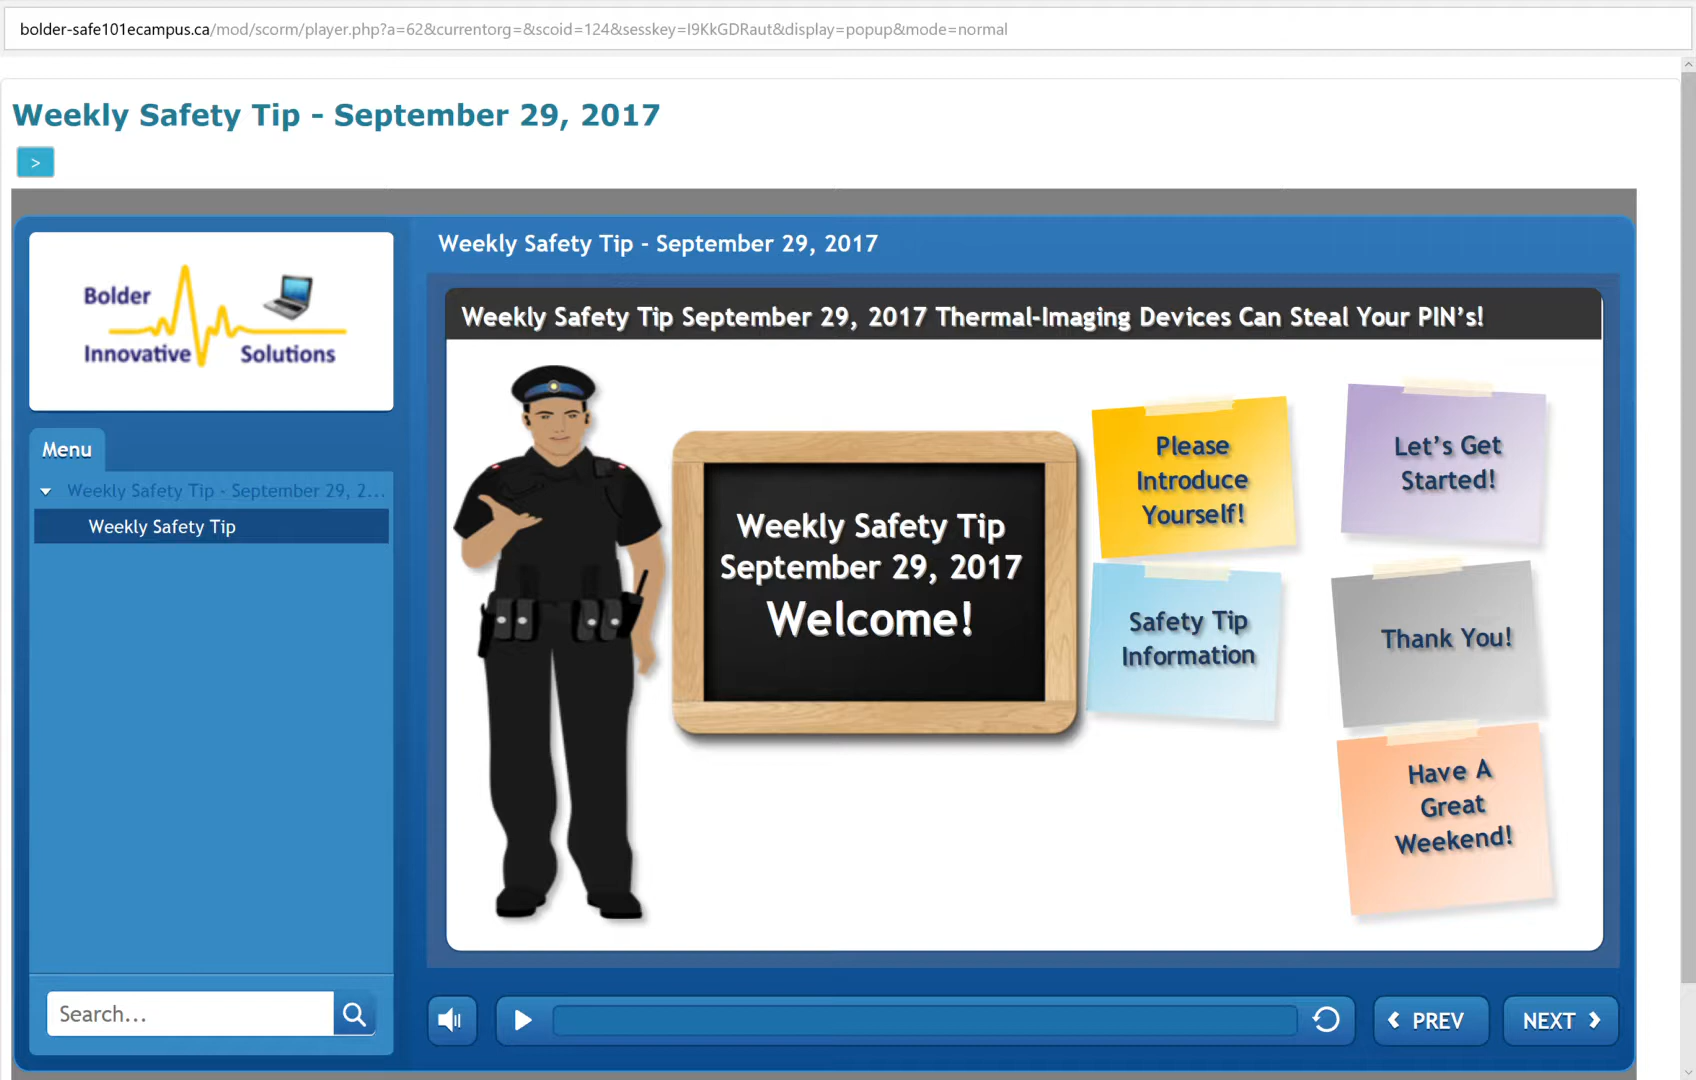 bolder-safe101ecampus.ca/mod/scorm/player.php?a=62&currentorg=&scoid=124&sesskey=I9KkGDRaut&display=popup&mode=normal
Weekly Safety Tip - September 29, 2017
>
Bolder
Innovative Solutions
Menu
Weekly Safety Tip - September 29, 2...
Weekly Safety Tip
Search...
Weekly Safety Tip - September 29, 2017
Weekly Safety Tip September 29, 2017 Thermal-Imaging Devices Can Steal Your PIN's!
Weekly Safety Tip
September 29, 2017
Welcome!
Please
Introduce
Yourself!
Let's Get
Started!
Safety Tip
Information
Thank You!
Have A
Great
Weekend!
PREV
NEXT